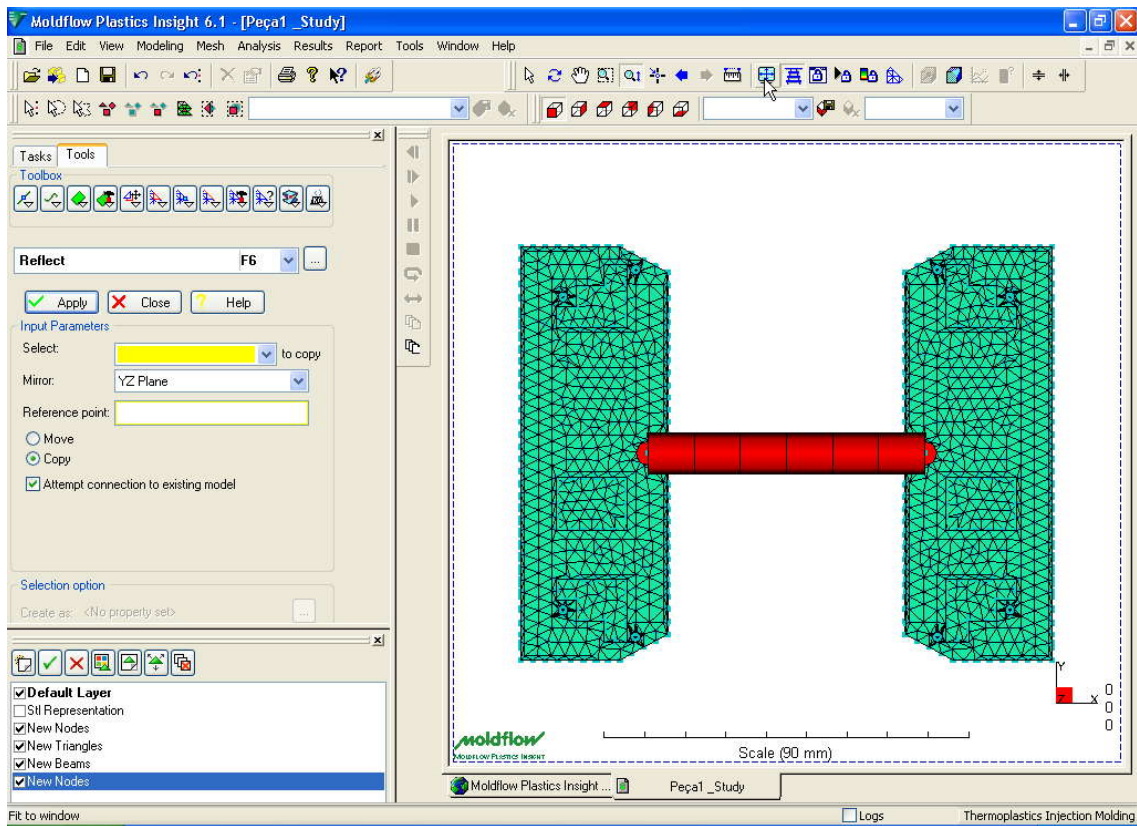 Moldflow Plastics Insight 6.1 - [Peça1 _Study]
File Edit View Modeling Mesh Analysis Results Report Tools Window Help
Tasks Tools
Toolbox
Reflect F6 ...
Apply Close ? Help
Input Parameters
Select: to copy
Mirror: YZ Plane
Reference point:
Move
Copy
Attempt connection to existing model
Selection option
Create as: <No property set> ...
Default Layer
Stl Representation
New Nodes
New Triangles
New Beams
New Nodes
Y
Z X
0
0
0
moldflow
MOLDFLOW PLASTICS INSIGHT
Scale (90 mm)
Moldflow Plastics Insight ... Peça1 _Study
Fit to window Logs Thermoplastics Injection Molding